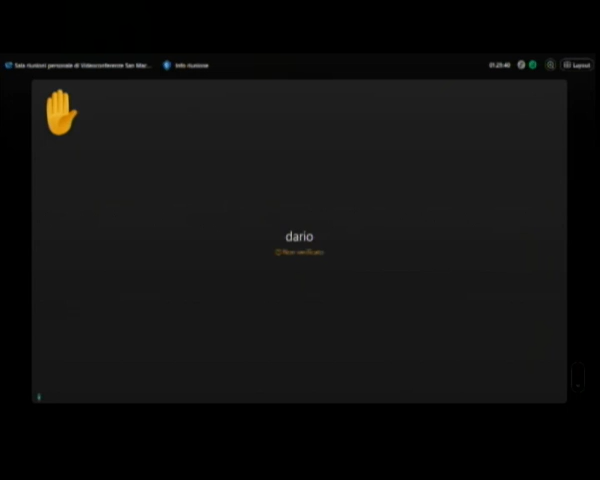 Sala riunioni personale di Videoconferenze San Mar...
Info riunione
01:25:40
Layout
dario
Non verificato